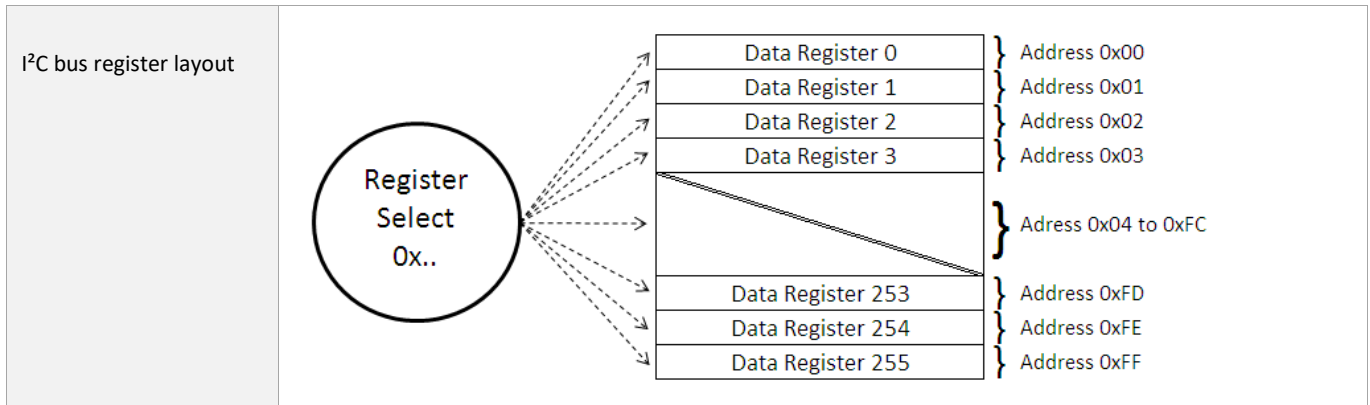 I²C bus register layout
Register
Select
0x..
Data Register 0
Address 0x00
Data Register 1
Address 0x01
Data Register 2
Address 0x02
Data Register 3
Address 0x03
Adress 0x04 to 0xFC
Data Register 253
Address 0xFD
Data Register 254
Address 0xFE
Data Register 255
Address 0xFF